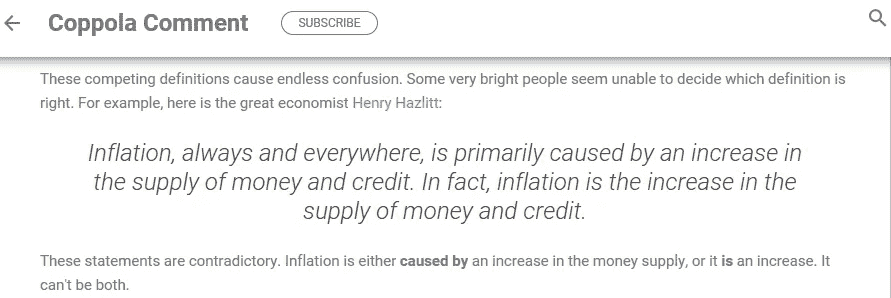 Coppola Comment SUBSCRIBE
These competing definitions cause endless confusion. Some very bright people seem unable to decide which definition is
right. For example, here is the great economist Henry Hazlitt:
Inflation, always and everywhere, is primarily caused by an increase in
the supply of money and credit. In fact, inflation is the increase in the
supply of money and credit.
These statements are contradictory. Inflation is either caused by an increase in the money supply, or it is an increase. It
can't be both.